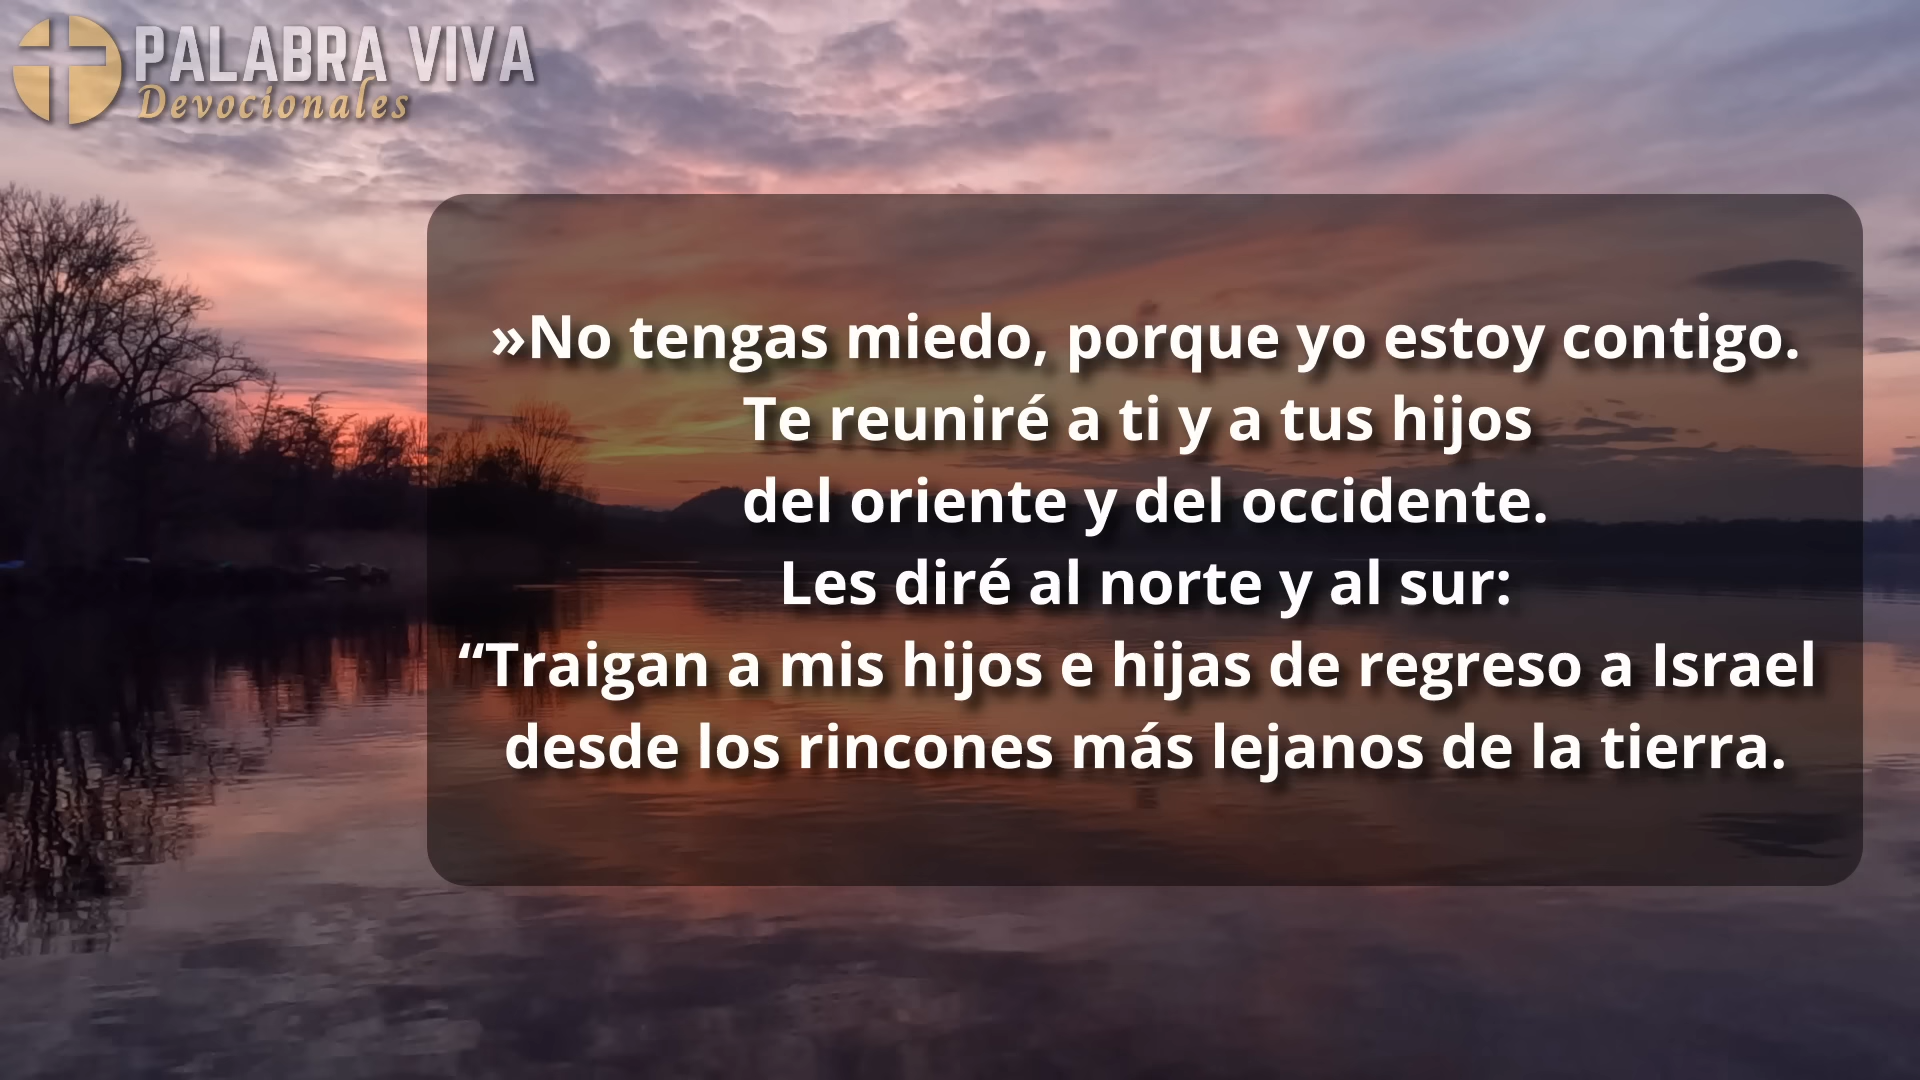 PALABRA VIVA
Devocionales
»No tengas miedo, porque yo estoy contigo.
Te reuniré a ti y a tus hijos
del oriente y del occidente.
Les diré al norte y al sur:
“Traigan a mis hijos e hijas de regreso a Israel
desde los rincones más lejanos de la tierra.